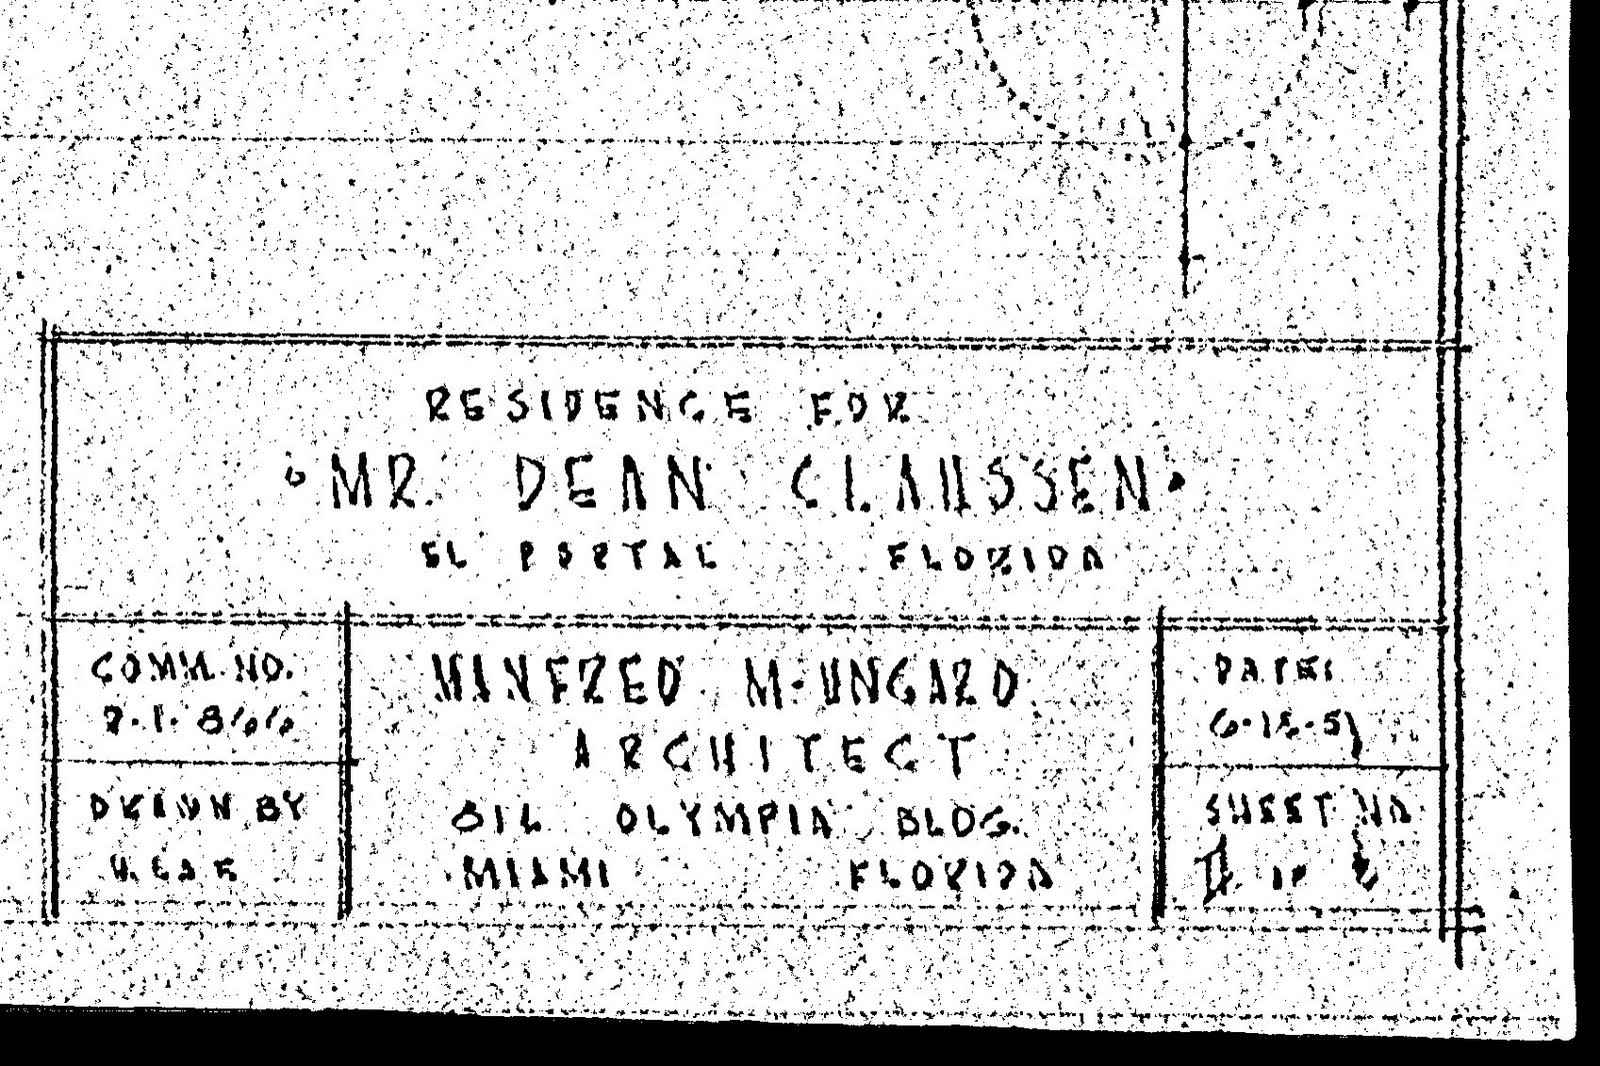 RESIDENCE FOR
MR. DEAN CLAUSSEN
EL PORTAL FLORIDA
COMM. NO.
MANFRED M. UNGARO
ARCHITECT
OLYMPIA BLDG.
MIAMI FLORIDA
DRAWN BY
DATE:
SHEET NO